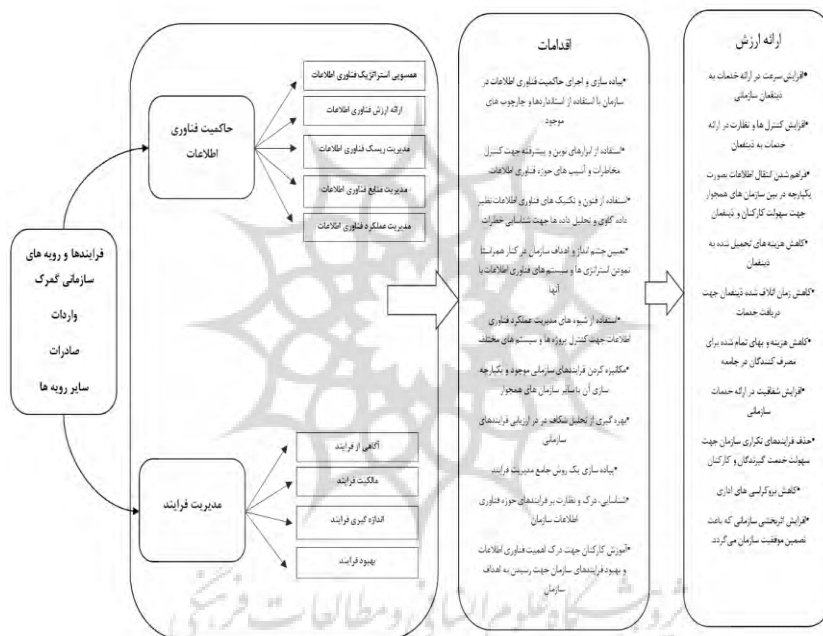 فرایندها و رویه های
سازمانی گمرک
واردات
صادرات
سایر رویه ها
حاکمیت فناوری
اطلاعات
همسویی استراتژیک فناوری اطلاعات
ارائه ارزش فناوری اطلاعات
مدیریت ریسک فناوری اطلاعات
مدیریت منابع فناوری اطلاعات
مدیریت عملکرد فناوری اطلاعات
مدیریت فرایند
آگاهی از فرایند
مالکیت فرایند
اندازه گیری فرایند
بهبود فرایند
اقدامات
•پیاده سازی و اجرای حاکمیت فناوری اطلاعات در
سازمان با استفاده از استانداردها و چارچوب های
موجود
•استفاده از ابزارهای نوین و پیشرفته جهت کنترل
مخاطرات و آسیب های حوزه فناوری اطلاعات
•استفاده از فنون و تکنیک های فناوری اطلاعات نظیر
داده کاوی و تحلیل داده ها جهت شناسایی خطرات
•تعیین چشم انداز و اهداف سازمان در کنار همراستا
نمودن استراتژی ها و سیستم های فناوری اطلاعات با
آنها
•استفاده از شیوه های مدیریت عملکرد فناوری
اطلاعات جهت کنترل پروژه ها و سیستم های مختلف
•مکانیزه کردن فرایندهای سازمانی موجود و یکپارچه
سازی آن با سایر سازمان های همجوار
•بهره گیری از تحلیل شکاف در در ارزیابی فرایندهای
سازمانی
•پیاده سازی یک روش جامع مدیریت فرایند
•شناسایی، درک و نظارت بر فرایندهای حوزه فناوری
اطلاعات سازمان
•آموزش کارکنان جهت درک اهمیت فناوری اطلاعات
و بهبود فرایندهای سازمان جهت رسیدن به اهداف
سازمان
ارائه ارزش
•افزایش سرعت در ارائه خدمات به
ذینفعان سازمانی
•افزایش کنترل ها و نظارت در ارائه
خدمات به ذینفعان
•فراهم شدن انتقال اطلاعات بصورت
یکپارچه در بین سازمان های همجوار
جهت سهولت کارکنان و ذینفعان
•کاهش هزینه های تحمیل شده به
ذینفعان
•کاهش زمان اتلاف شده ذینفعان جهت
دریافت خدمات
•کاهش هزینه و بهای تمام شده برای
مصرف کنندگان در جامعه
•افزایش شفافیت در ارائه خدمات
سازمانی
•حذف فرایندهای تکراری سازمان جهت
سهولت خدمت گیرندگان و کارکنان
•کاهش بروکراسی های اداری
•افزایش اثربخشی سازمانی که باعث
تضمین موفقیت سازمان می گردد.
پژوهشگاه علوم انسانی و مطالعات فرهنگی